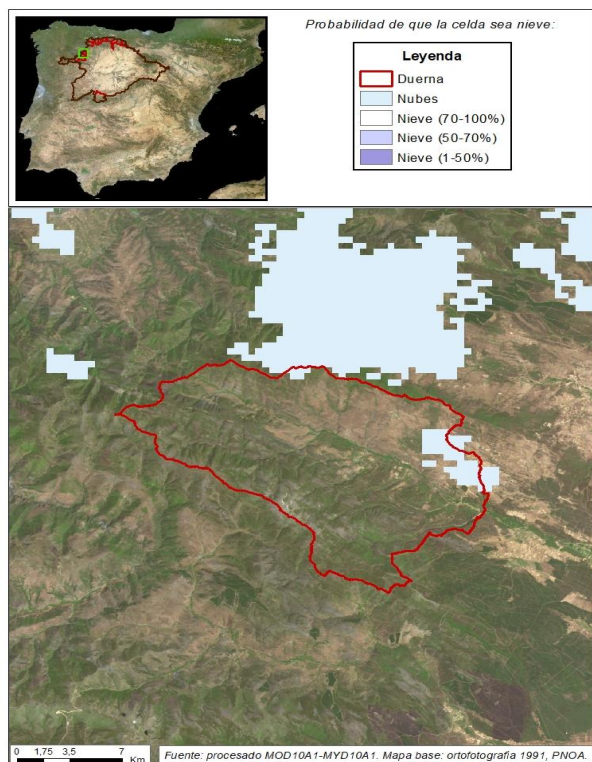 Probabilidad de que la celda sea nieve:
Leyenda
Duerna
Nubes
Nieve (70-100%)
Nieve (50-70%)
Nieve (1-50%)
0 1,75 3,5 7
Km
Fuente: procesado MOD10A1-MYD10A1. Mapa base: ortofotografía 1991, PNOA.